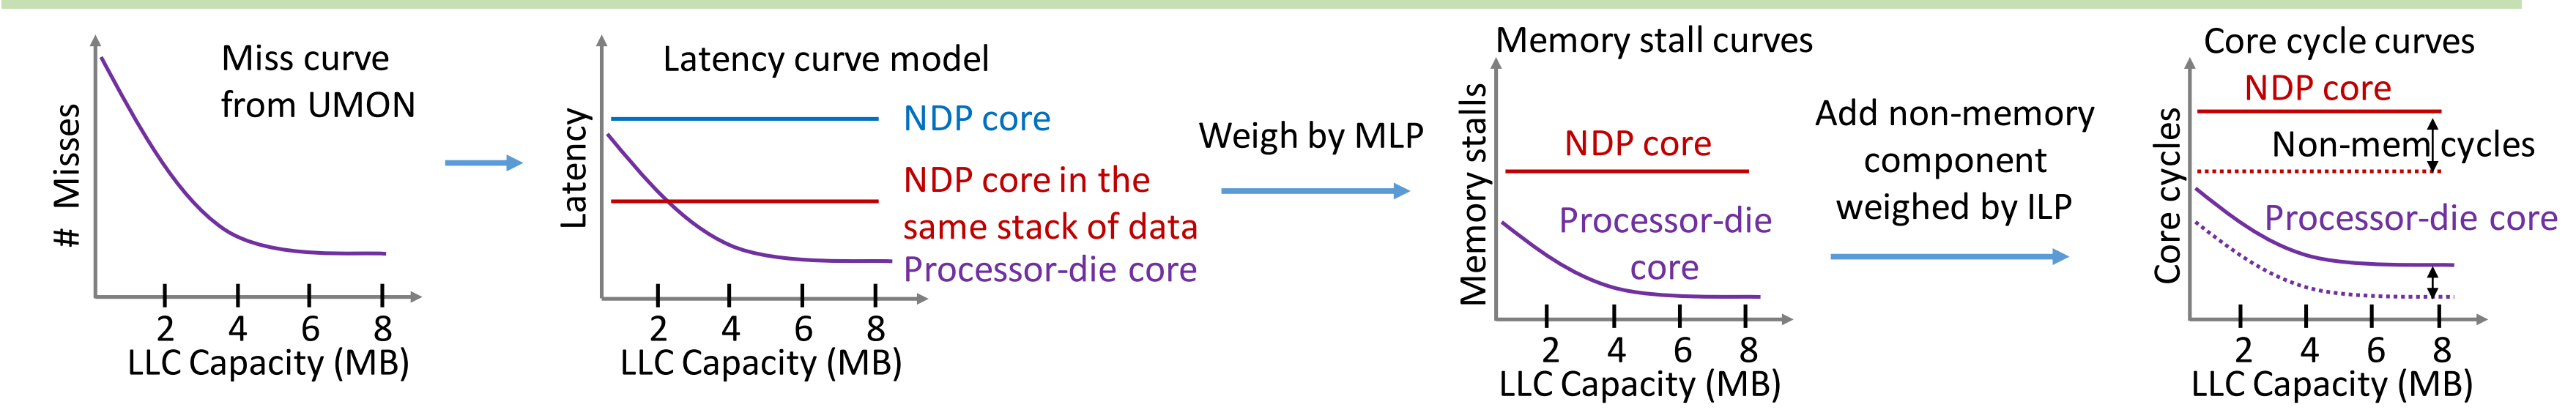 Miss curve
from UMON
# Misses
2 4 6 8
LLC Capacity (MB)
Latency curve model
Latency
NDP core
NDP core in the
same stack of data
Processor-die core
2 4 6 8
LLC Capacity (MB)
Weigh by MLP
Memory stall curves
Memory stalls
NDP core
Processor-die
core
2 4 6 8
LLC Capacity (MB)
Add non-memory
component
weighed by ILP
Core cycle curves
Core cycles
NDP core
Non-mem cycles
Processor-die core
2 4 6 8
LLC Capacity (MB)